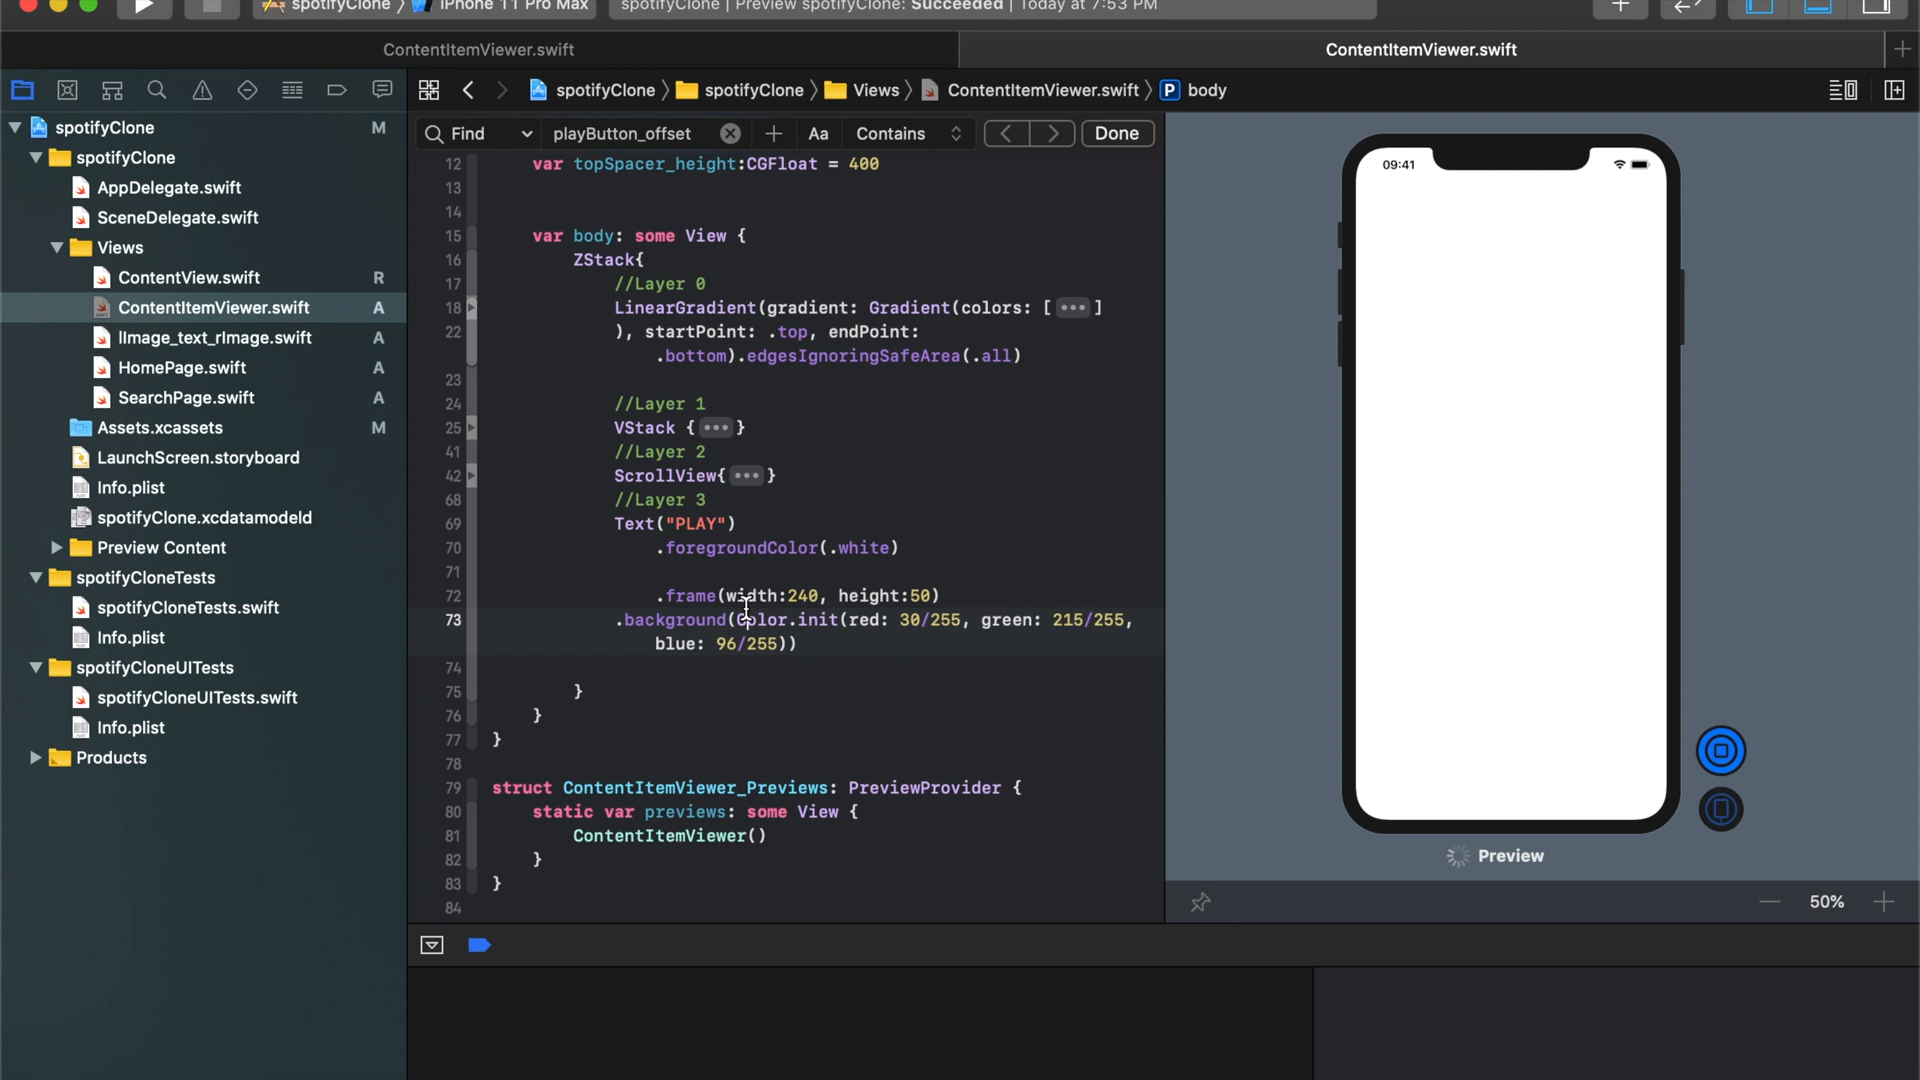 spotifyClone 〉 iPhone 11 Pro Max
spotifyClone | Preview spotifyClone: Succeeded | Today at 7:53 PM
ContentItemViewer.swift
ContentItemViewer.swift
spotifyClone 〉 spotifyClone 〉 Views 〉 ContentItemViewer.swift 〉 P body
Find playButton_offset Aa Contains Done
spotifyClone M
spotifyClone
AppDelegate.swift
SceneDelegate.swift
Views
ContentView.swift R
ContentItemViewer.swift A
lImage_text_rImage.swift A
HomePage.swift A
SearchPage.swift A
Assets.xcassets M
LaunchScreen.storyboard
Info.plist
spotifyClone.xcdatamodeld
Preview Content
spotifyCloneTests
spotifyCloneTests.swift
Info.plist
spotifyCloneUITests
spotifyCloneUITests.swift
Info.plist
Products
12 var topSpacer_height:CGFloat = 400
13
14
15 var body: some View {
16 ZStack{
17 //Layer 0
18 LinearGradient(gradient: Gradient(colors: [•••]
22 ), startPoint: .top, endPoint:
.bottom).edgesIgnoringSafeArea(.all)
23
24 //Layer 1
25 VStack {•••}
41 //Layer 2
42 ScrollView{•••}
68 //Layer 3
69 Text("PLAY")
70 .foregroundColor(.white)
71
72 .frame(width:240, height:50)
73 .background(Color.init(red: 30/255, green: 215/255,
blue: 96/255))
74
75 }
76 }
77 }
78
79 struct ContentItemViewer_Previews: PreviewProvider {
80 static var previews: some View {
81 ContentItemViewer()
82 }
83 }
84
09:41
Preview
50%